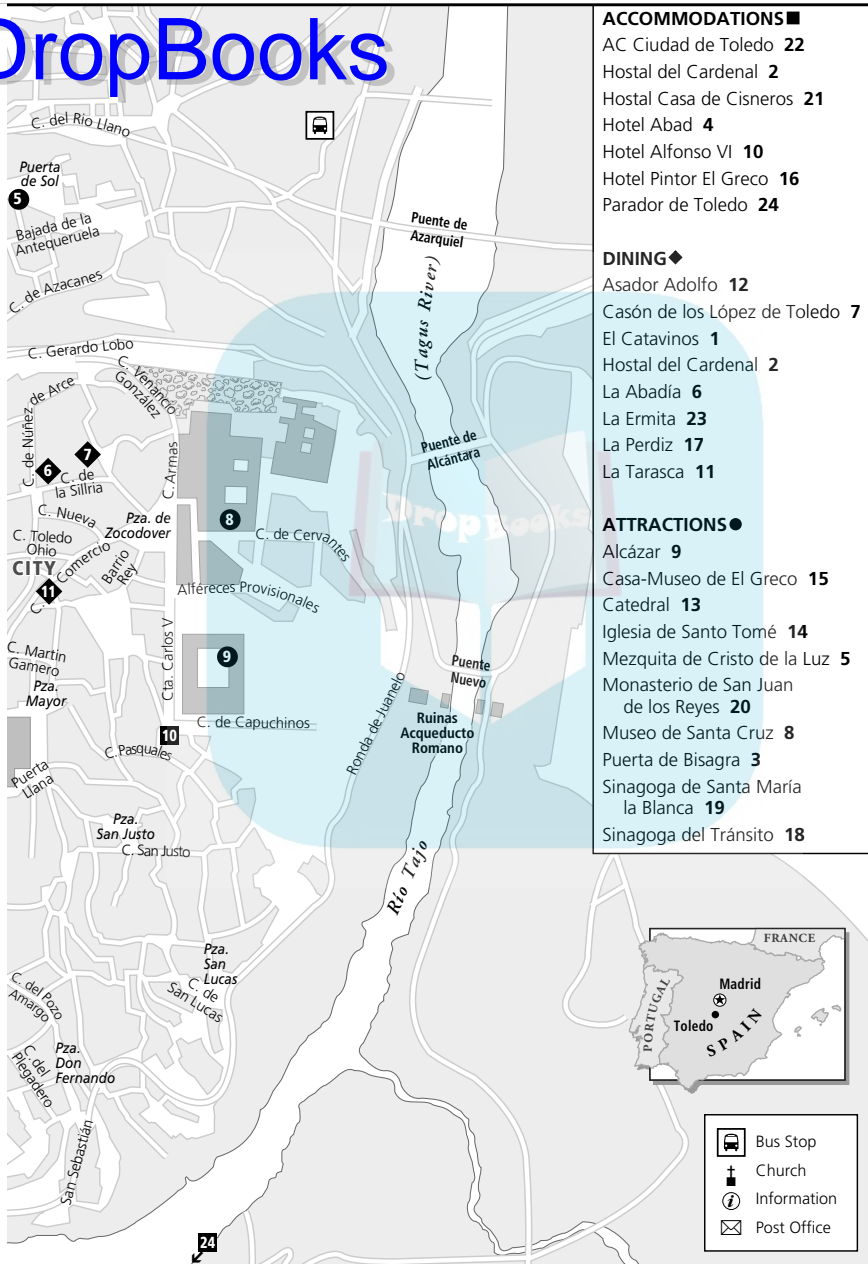 DropBooks
C. del Rio Llano
Puerta
de Sol
5
Bajada de la
Antequeruela
C. de Azacanes
Puente de
Azarquiel
(Tagus River)
C. Gerardo Lobo
C. Venancio
González
C. de Núñez de Arce
7
6
C. de
la Sillria
C. Armas
Puente de
Alcántara
C. Nueva
Pza. de
Zocodover
8
DropBooks
C. Toledo
Ohio
C. de Cervantes
CITY
C. Comercio
Barrio
Rey
11
Alféreces Provisionales
C. Martin
Gamero
Cta. Carlos V
9
Pza.
Mayor
Puente
Nuevo
C. de Capuchinos
10
Ronda de Juanelo
Ruinas
Acqueducto
Romano
C. Pasquales
Puerta
Llana
Pza.
San Justo
C. San Justo
Río Tajo
Pza.
San
Lucas
C. de
San Lucas
C. del Pozo
Amargo
C. del
Plegadero
Pza.
Don
Fernando
San Sebastián
24
ACCOMMODATIONS
AC Ciudad de Toledo 22
Hostal del Cardenal 2
Hostal Casa de Cisneros 21
Hotel Abad 4
Hotel Alfonso VI 10
Hotel Pintor El Greco 16
Parador de Toledo 24
DINING
Asador Adolfo 12
Casón de los López de Toledo 7
El Catavinos 1
Hostal del Cardenal 2
La Abadía 6
La Ermita 23
La Perdiz 17
La Tarasca 11
ATTRACTIONS
Alcázar 9
Casa-Museo de El Greco 15
Catedral 13
Iglesia de Santo Tomé 14
Mezquita de Cristo de la Luz 5
Monasterio de San Juan
de los Reyes 20
Museo de Santa Cruz 8
Puerta de Bisagra 3
Sinagoga de Santa María
la Blanca 19
Sinagoga del Tránsito 18
FRANCE
PORTUGAL
Madrid
Toledo
SPAIN
Bus Stop
Church
i Information
Post Office